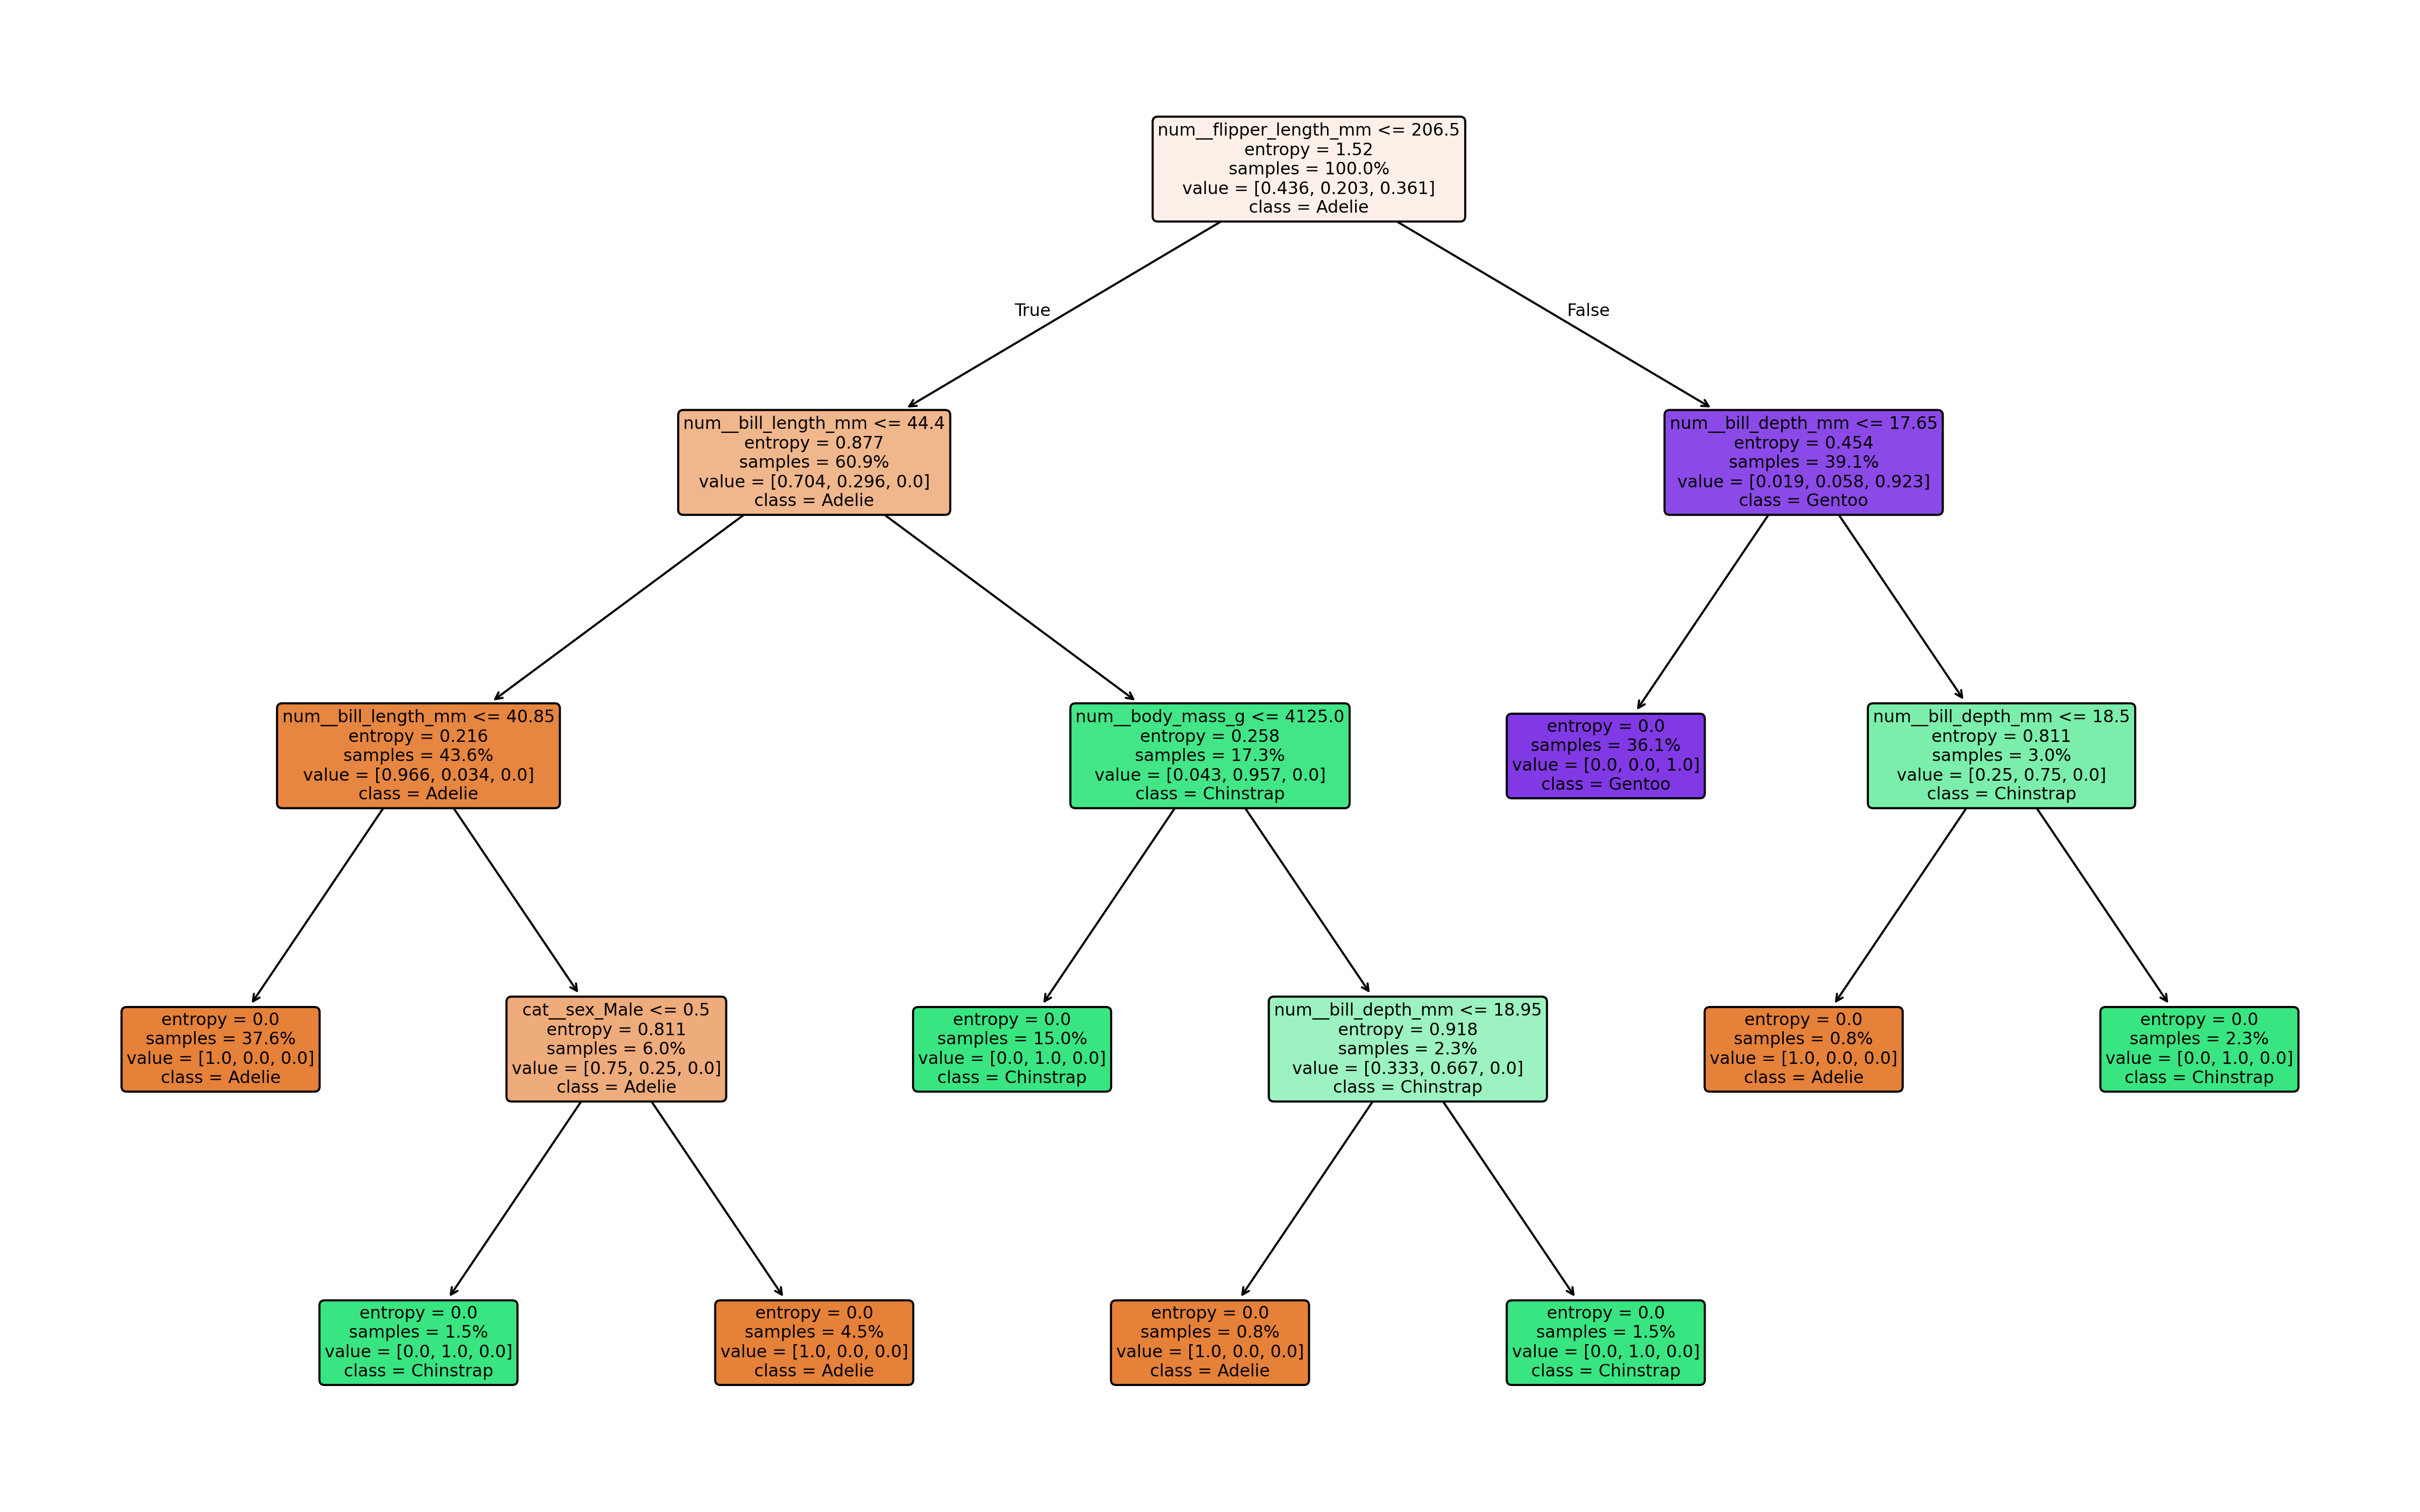 num__flipper_length_mm <= 206.5
entropy = 1.52
samples = 100.0%
value = [0.436, 0.203, 0.361]
class = Adelie
True
False
num__bill_length_mm <= 44.4
entropy = 0.877
samples = 60.9%
value = [0.704, 0.296, 0.0]
class = Adelie
num__bill_depth_mm <= 17.65
entropy = 0.454
samples = 39.1%
value = [0.019, 0.058, 0.923]
class = Gentoo
num__bill_length_mm <= 40.85
entropy = 0.216
samples = 43.6%
value = [0.966, 0.034, 0.0]
class = Adelie
num__body_mass_g <= 4125.0
entropy = 0.258
samples = 17.3%
value = [0.043, 0.957, 0.0]
class = Chinstrap
entropy = 0.0
samples = 36.1%
value = [0.0, 0.0, 1.0]
class = Gentoo
num__bill_depth_mm <= 18.5
entropy = 0.811
samples = 3.0%
value = [0.25, 0.75, 0.0]
class = Chinstrap
entropy = 0.0
samples = 37.6%
value = [1.0, 0.0, 0.0]
class = Adelie
cat__sex_Male <= 0.5
entropy = 0.811
samples = 6.0%
value = [0.75, 0.25, 0.0]
class = Adelie
entropy = 0.0
samples = 15.0%
value = [0.0, 1.0, 0.0]
class = Chinstrap
num__bill_depth_mm <= 18.95
entropy = 0.918
samples = 2.3%
value = [0.333, 0.667, 0.0]
class = Chinstrap
entropy = 0.0
samples = 0.8%
value = [1.0, 0.0, 0.0]
class = Adelie
entropy = 0.0
samples = 2.3%
value = [0.0, 1.0, 0.0]
class = Chinstrap
entropy = 0.0
samples = 1.5%
value = [0.0, 1.0, 0.0]
class = Chinstrap
entropy = 0.0
samples = 4.5%
value = [1.0, 0.0, 0.0]
class = Adelie
entropy = 0.0
samples = 0.8%
value = [1.0, 0.0, 0.0]
class = Adelie
entropy = 0.0
samples = 1.5%
value = [0.0, 1.0, 0.0]
class = Chinstrap